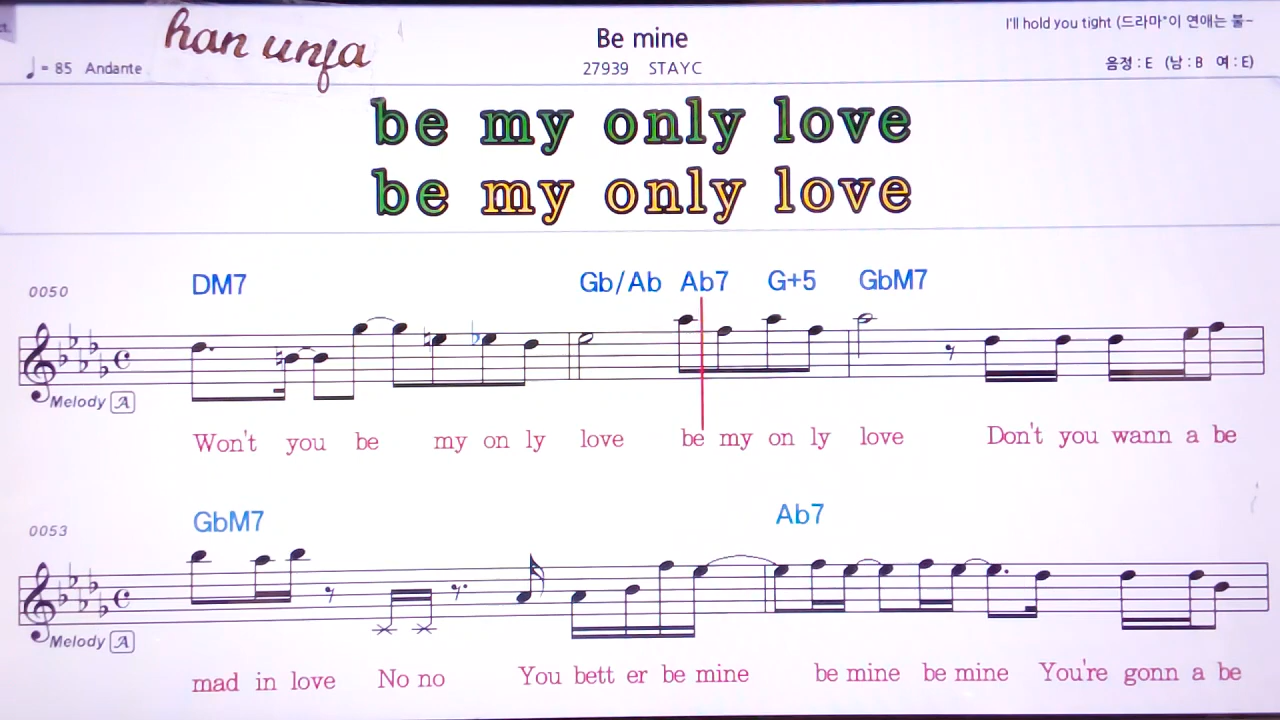 ct.
han unfa
Be mine
I'll hold you tight (드라마"이 연애는 불-
♩= 85 Andante
27939 STAYC
음정 : E (남 : B 여 : E)
be my only love
be my only love
0050
DM7 Gb/Ab Ab7 G+5 GbM7
Melody A
Won't you be my on ly love be my on ly love Don't you wann a be
0053
GbM7 Ab7
Melody A
mad in love No no You bett er be mine be mine be mine You're gonn a be